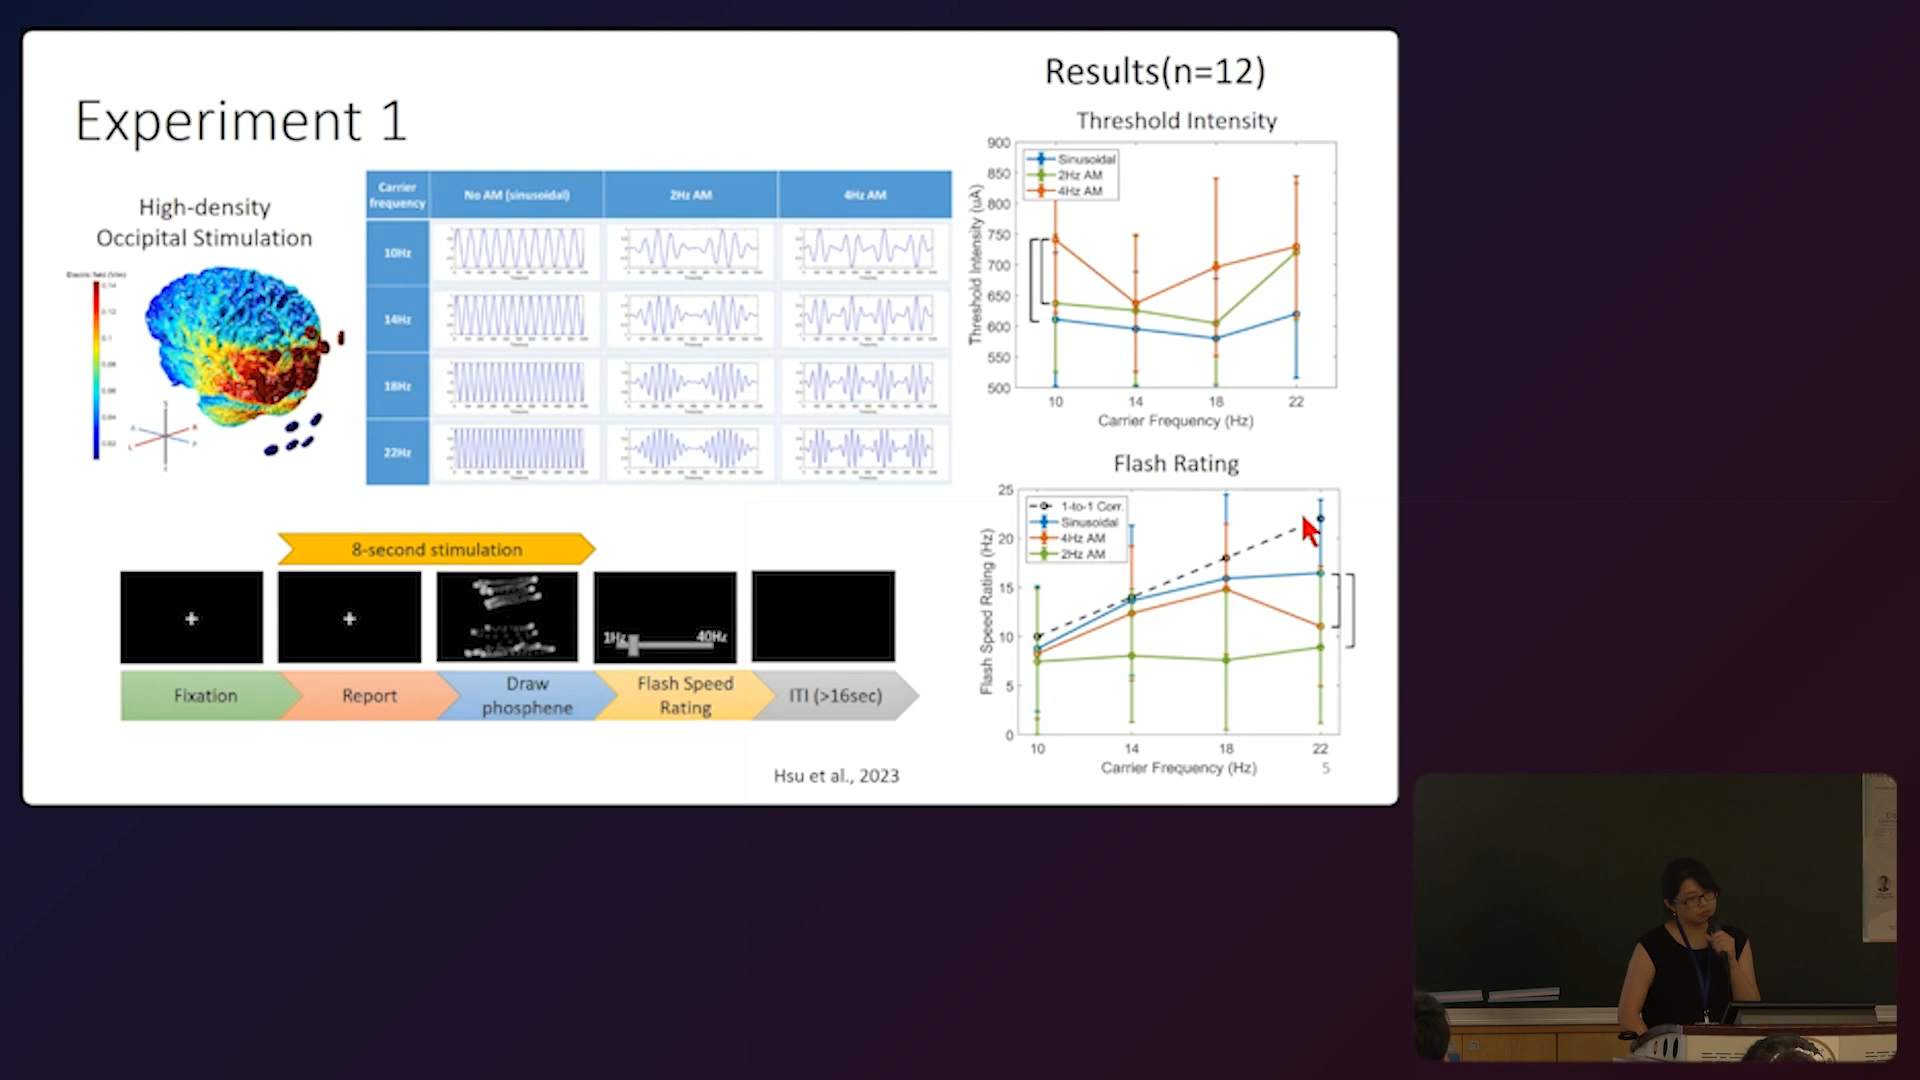 Experiment 1
High-density
Occipital Stimulation
Electric field (V/m)
Carrier frequency
No AM (sinusoidal)
2Hz AM
4Hz AM
10Hz
14Hz
18Hz
22Hz
8-second stimulation
1Hz
40Hz
Fixation
Report
Draw phosphene
Flash Speed Rating
ITI (>16sec)
Hsu et al., 2023
Results(n=12)
Threshold Intensity
Threshold Intensity (uA)
900
850
800
750
700
650
600
550
500
Sinusoidal
2Hz AM
4Hz AM
10
14
18
22
Carrier Frequency (Hz)
Flash Rating
Flash Speed Rating (Hz)
25
20
15
10
5
0
1-to-1 Corr.
Sinusoidal
4Hz AM
2Hz AM
10
14
18
22
Carrier Frequency (Hz)
5